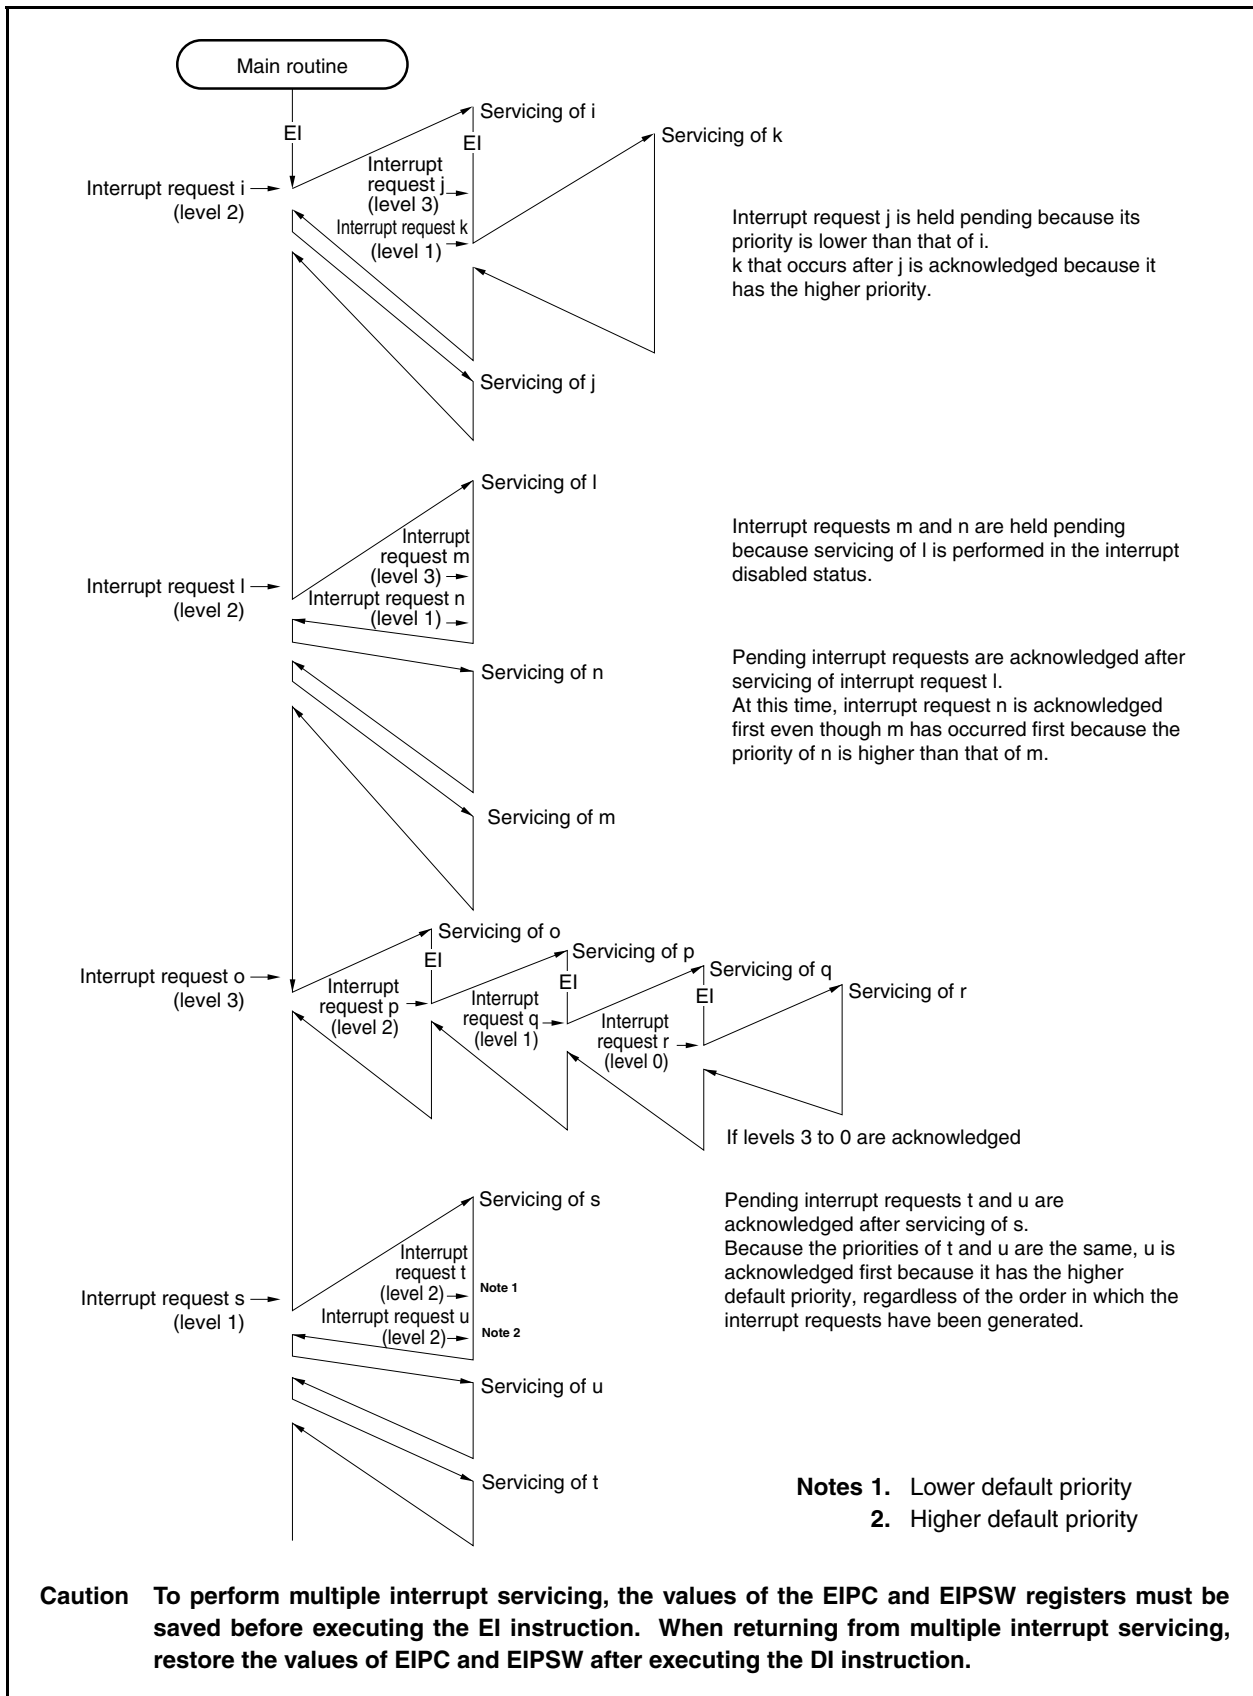 Main routine
EI
Interrupt request i
(level 2)
Servicing of i
EI
Interrupt
request j
(level 3)
Interrupt request k
(level 1)
Servicing of k
Interrupt request j is held pending because its
priority is lower than that of i.
k that occurs after j is acknowledged because it
has the higher priority.
Servicing of j
Interrupt request l
(level 2)
Servicing of l
Interrupt
request m
(level 3)
Interrupt request n
(level 1)
Interrupt requests m and n are held pending
because servicing of l is performed in the interrupt
disabled status.
Servicing of n
Pending interrupt requests are acknowledged after
servicing of interrupt request l.
At this time, interrupt request n is acknowledged
first even though m has occurred first because the
priority of n is higher than that of m.
Servicing of m
Interrupt request o
(level 3)
Servicing of o
EI
Interrupt
request p
(level 2)
Servicing of p
EI
Interrupt
request q
(level 1)
Servicing of q
EI
Interrupt
request r
(level 0)
Servicing of r
If levels 3 to 0 are acknowledged
Interrupt request s
(level 1)
Servicing of s
Interrupt
request t
(level 2)
Note 1
Interrupt request u
(level 2)
Note 2
Pending interrupt requests t and u are
acknowledged after servicing of s.
Because the priorities of t and u are the same, u is
acknowledged first because it has the higher
default priority, regardless of the order in which the
interrupt requests have been generated.
Servicing of u
Servicing of t
Notes 1. Lower default priority
2. Higher default priority
Caution To perform multiple interrupt servicing, the values of the EIPC and EIPSW registers must be
saved before executing the EI instruction. When returning from multiple interrupt servicing,
restore the values of EIPC and EIPSW after executing the DI instruction.